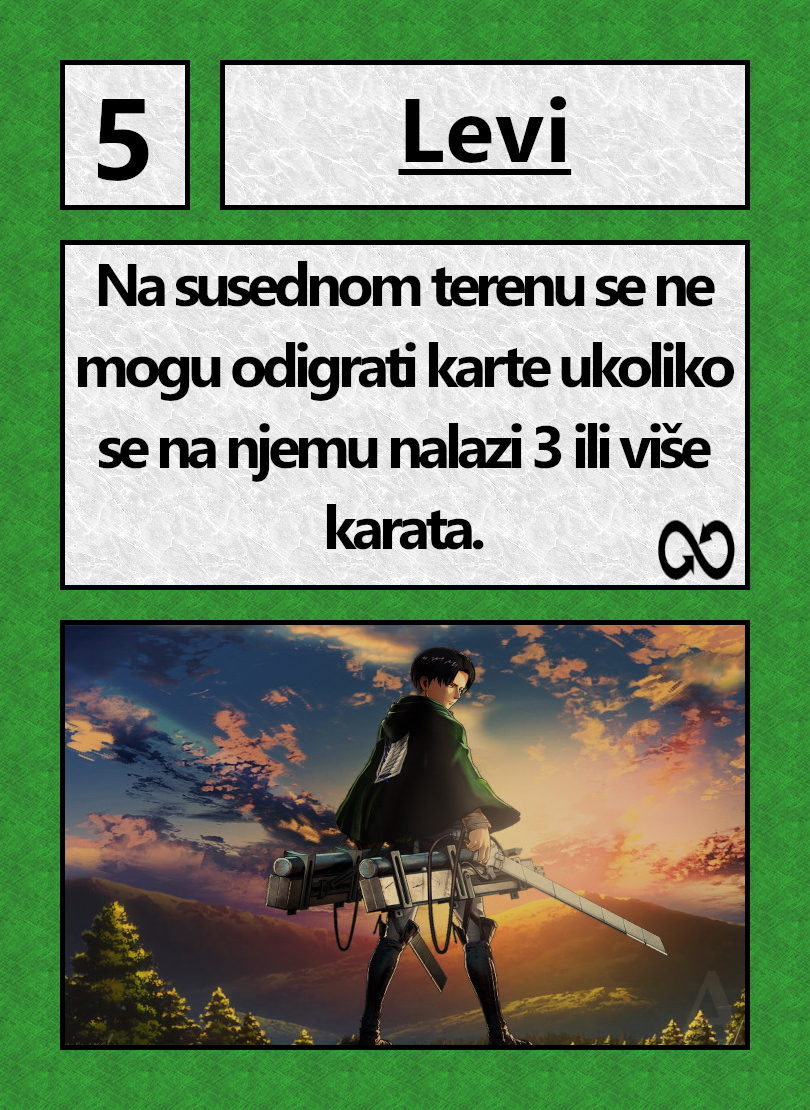 5
Levi
Na susednom terenu se ne
mogu odigrati karte ukoliko
se na njemu nalazi 3 ili više
karata.